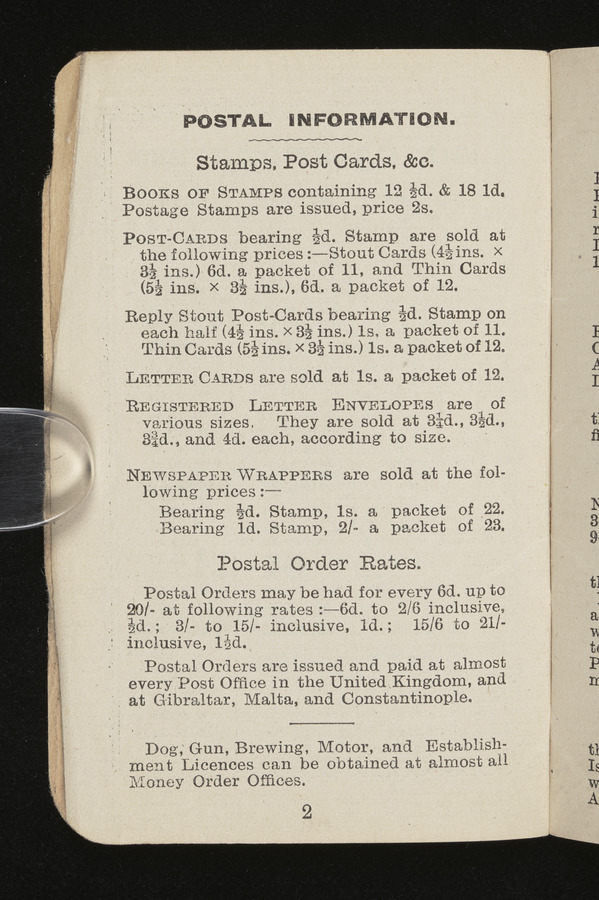 POSTAL INFORMATION.
Stamps, Post Cards, &c.
BOOKS OF STAMPS containing 12 ½d. & 18 1d.
Postage Stamps are issued, price 2s.
POST-CARDS bearing ½d. Stamp are sold at
the following prices:—Stout Cards (4½ ins. ×
3½ ins.) 6d. a packet of 11, and Thin Cards
(5½ ins. × 3½ ins.), 6d. a packet of 12.
Reply Stout Post-Cards bearing ½d. Stamp on
each half (4½ ins. × 3½ ins.) 1s. a packet of 11.
Thin Cards (5½ ins. × 3½ ins.) 1s. a packet of 12.
LETTER CARDS are sold at 1s. a packet of 12.
REGISTERED LETTER ENVELOPES are of
various sizes. They are sold at 3¼d., 3½d.,
3¾d., and 4d. each, according to size.
NEWSPAPER WRAPPERS are sold at the fol-
lowing prices:—
Bearing ½d. Stamp, 1s. a packet of 22.
Bearing 1d. Stamp, 2/- a packet of 23.
Postal Order Rates.
Postal Orders may be had for every 6d. up to
20/- at following rates:—6d. to 2/6 inclusive,
½d.; 3/- to 15/- inclusive, 1d.; 15/6 to 21/-
inclusive, 1½d.
Postal Orders are issued and paid at almost
every Post Office in the United Kingdom, and
at Gibraltar, Malta, and Constantinople.
Dog, Gun, Brewing, Motor, and Establish-
ment Licences can be obtained at almost all
Money Order Offices.
2